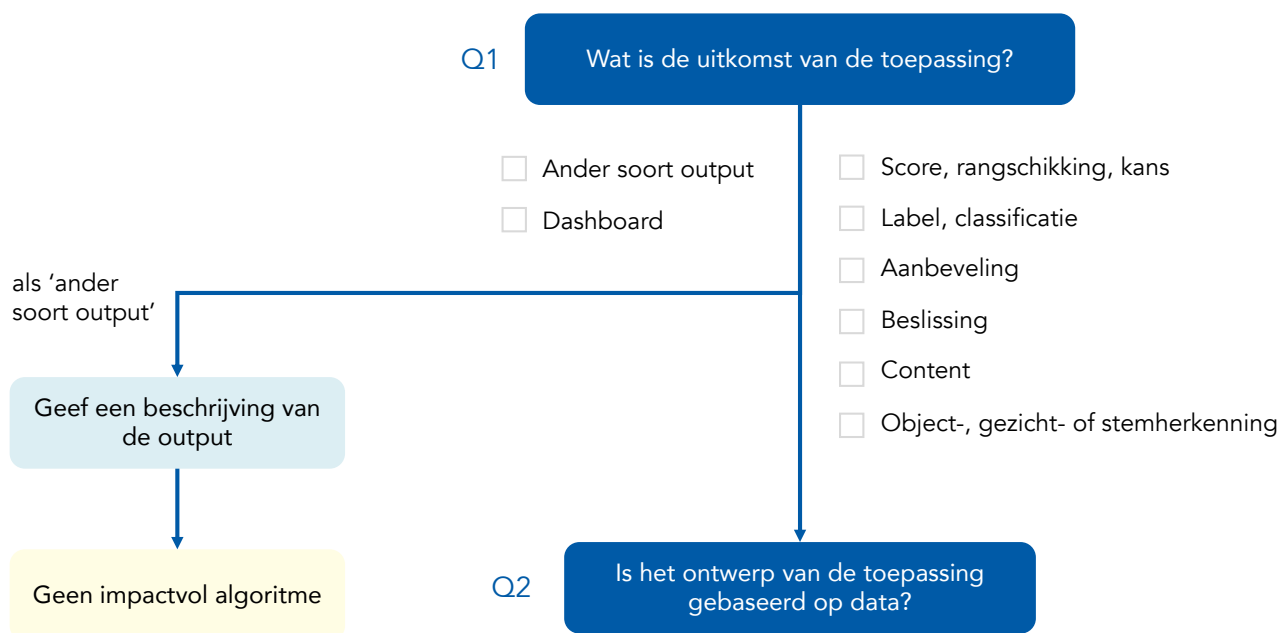 Q1
Wat is de uitkomst van de toepassing?
Ander soort output
Dashboard
Score, rangschikking, kans
Label, classificatie
Aanbeveling
Beslissing
Content
Object-, gezicht- of stemherkenning
als ‘ander
soort output’
Geef een beschrijving van
de output
Geen impactvol algoritme
Q2
Is het ontwerp van de toepassing
gebaseerd op data?